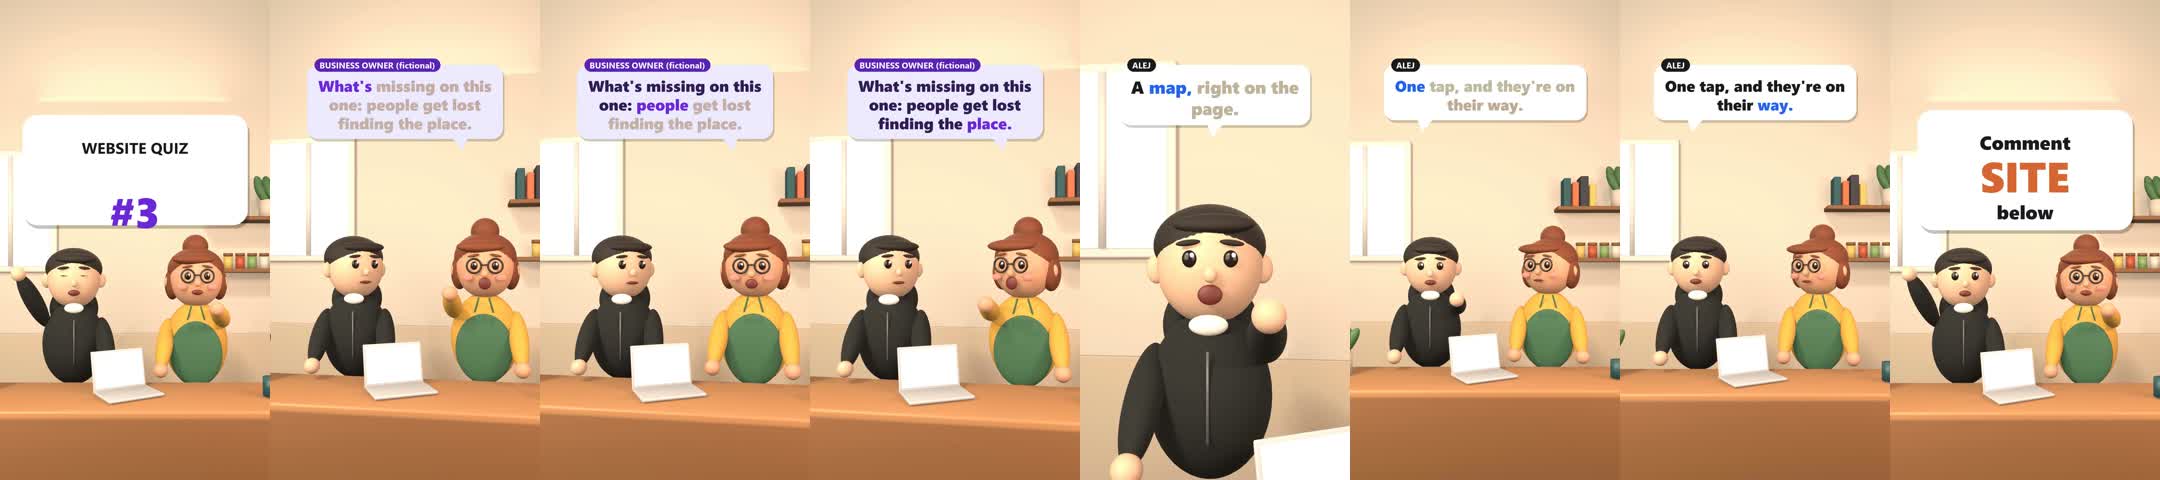 WEBSITE QUIZ
#3
BUSINESS OWNER (fictional)
What's missing on this
one: people get lost
finding the place.
BUSINESS OWNER (fictional)
What's missing on this
one: people get lost
finding the place.
BUSINESS OWNER (fictional)
What's missing on this
one: people get lost
finding the place.
ALEJ
A map, right on the
page.
ALEJ
One tap, and they're on
their way.
ALEJ
One tap, and they're on
their way.
Comment
SITE
below